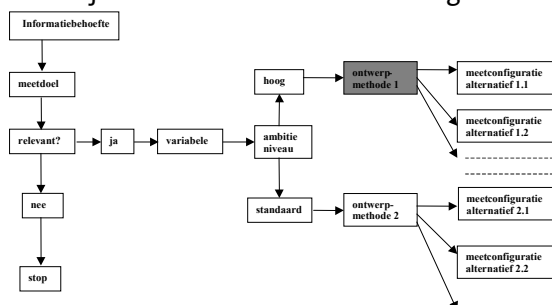 Informatiebehoefte
meetdoel
relevant?
ja
variabele
ambitie
niveau
hoog
ontwerp-
methode 1
meetconfiguratie
alternatief 1.1
meetconfiguratie
alternatief 1.2
standaard
ontwerp-
methode 2
meetconfiguratie
alternatief 2.1
meetconfiguratie
alternatief 2.2
nee
stop